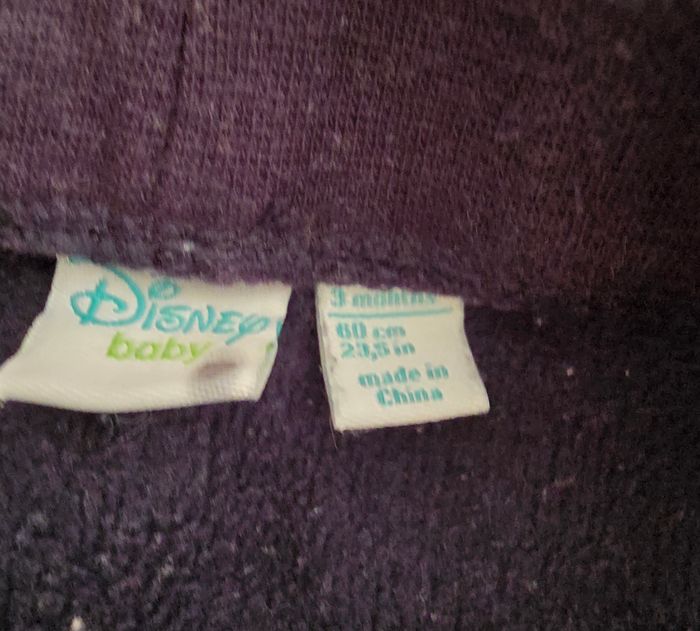 Disney
baby
3 months
60 cm
23,5 in
made in
China